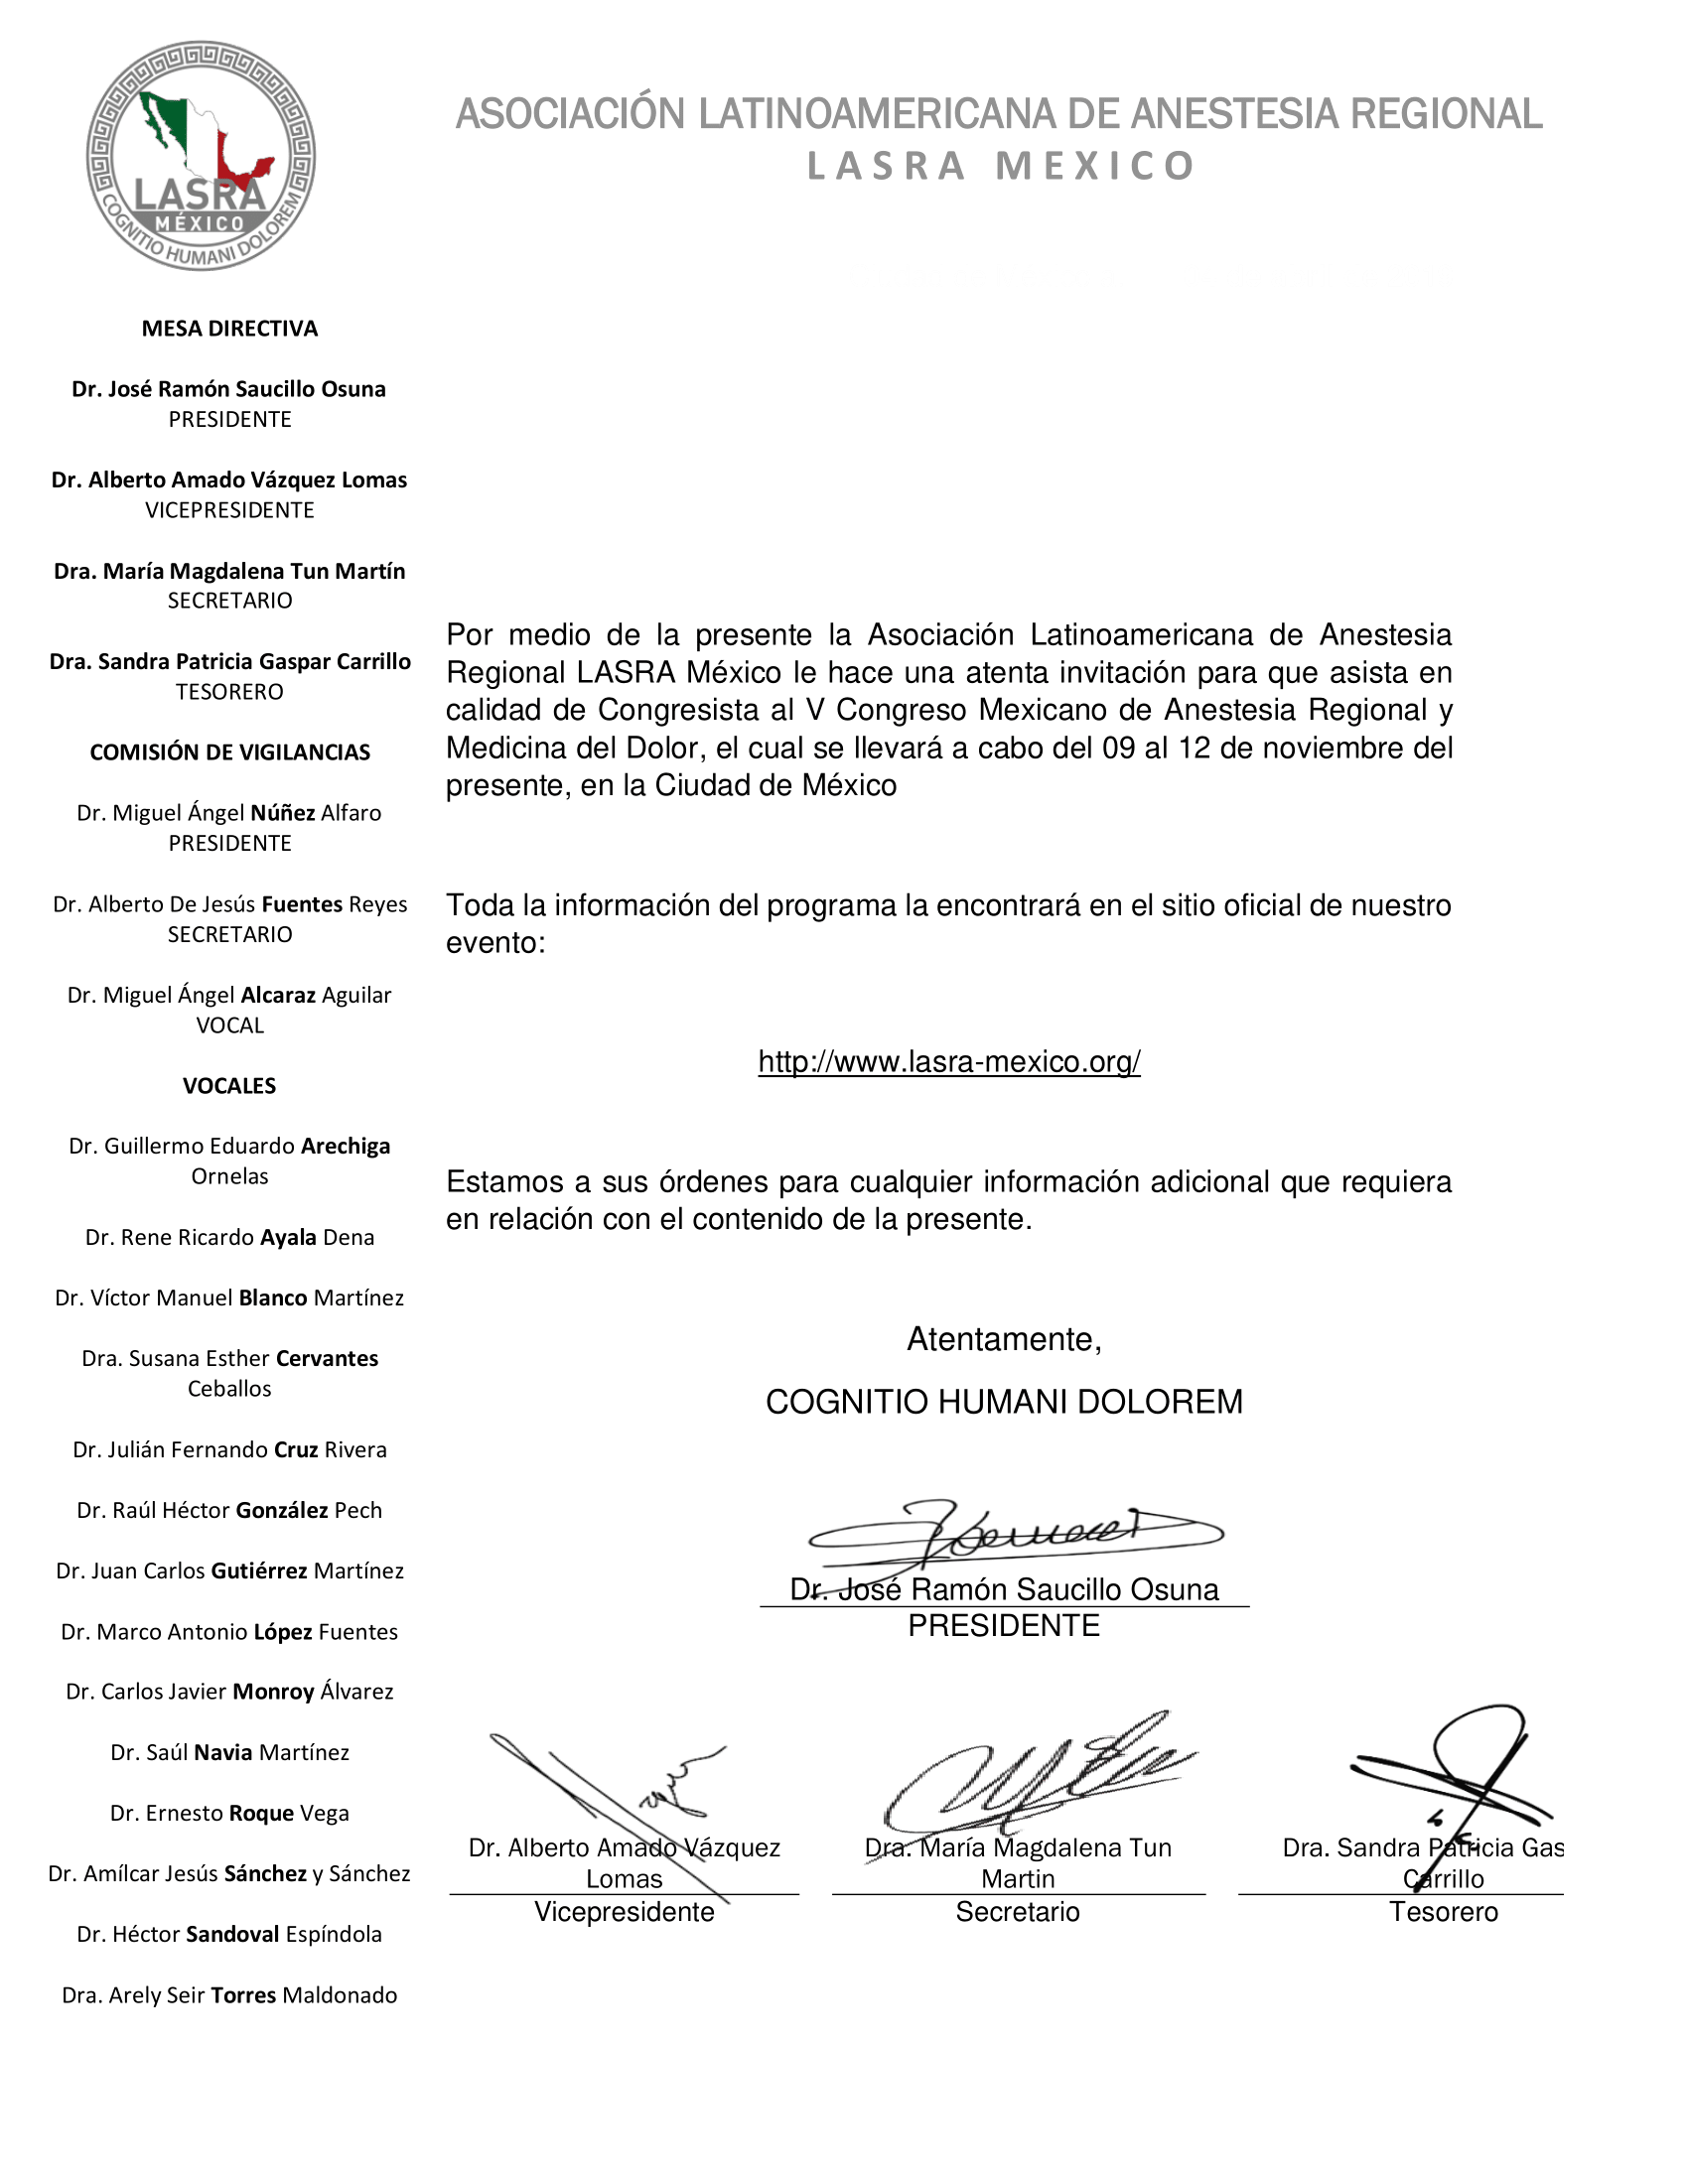 LASRA
MÉXICO
COGNITIO HUMANI DOLOREM
ASOCIACIÓN LATINOAMERICANA DE ANESTESIA REGIONAL
LASRA MEXICO
MESA DIRECTIVA
Dr. José Ramón Saucillo Osuna
PRESIDENTE
Dr. Alberto Amado Vázquez Lomas
VICEPRESIDENTE
Dra. María Magdalena Tun Martín
SECRETARIO
Dra. Sandra Patricia Gaspar Carrillo
TESORERO
COMISIÓN DE VIGILANCIAS
Dr. Miguel Ángel Núñez Alfaro
PRESIDENTE
Dr. Alberto De Jesús Fuentes Reyes
SECRETARIO
Dr. Miguel Ángel Alcaraz Aguilar
VOCAL
VOCALES
Dr. Guillermo Eduardo Arechiga
Ornelas
Dr. Rene Ricardo Ayala Dena
Dr. Víctor Manuel Blanco Martínez
Dra. Susana Esther Cervantes
Ceballos
Dr. Julián Fernando Cruz Rivera
Dr. Raúl Héctor González Pech
Dr. Juan Carlos Gutiérrez Martínez
Dr. Marco Antonio López Fuentes
Dr. Carlos Javier Monroy Álvarez
Dr. Saúl Navia Martínez
Dr. Ernesto Roque Vega
Dr. Amílcar Jesús Sánchez y Sánchez
Dr. Héctor Sandoval Espíndola
Dra. Arely Seir Torres Maldonado
Por medio de la presente la Asociación Latinoamericana de Anestesia
Regional LASRA México le hace una atenta invitación para que asista en
calidad de Congresista al V Congreso Mexicano de Anestesia Regional y
Medicina del Dolor, el cual se llevará a cabo del 09 al 12 de noviembre del
presente, en la Ciudad de México
Toda la información del programa la encontrará en el sitio oficial de nuestro
evento:
http://www.lasra-mexico.org/
Estamos a sus órdenes para cualquier información adicional que requiera
en relación con el contenido de la presente.
Atentamente,
COGNITIO HUMANI DOLOREM
Dr. José Ramón Saucillo Osuna
PRESIDENTE
Dr. Alberto Amado Vázquez
Lomas
Vicepresidente
Dra. María Magdalena Tun
Martin
Secretario
Dra. Sandra Patricia Gas
Carrillo
Tesorero